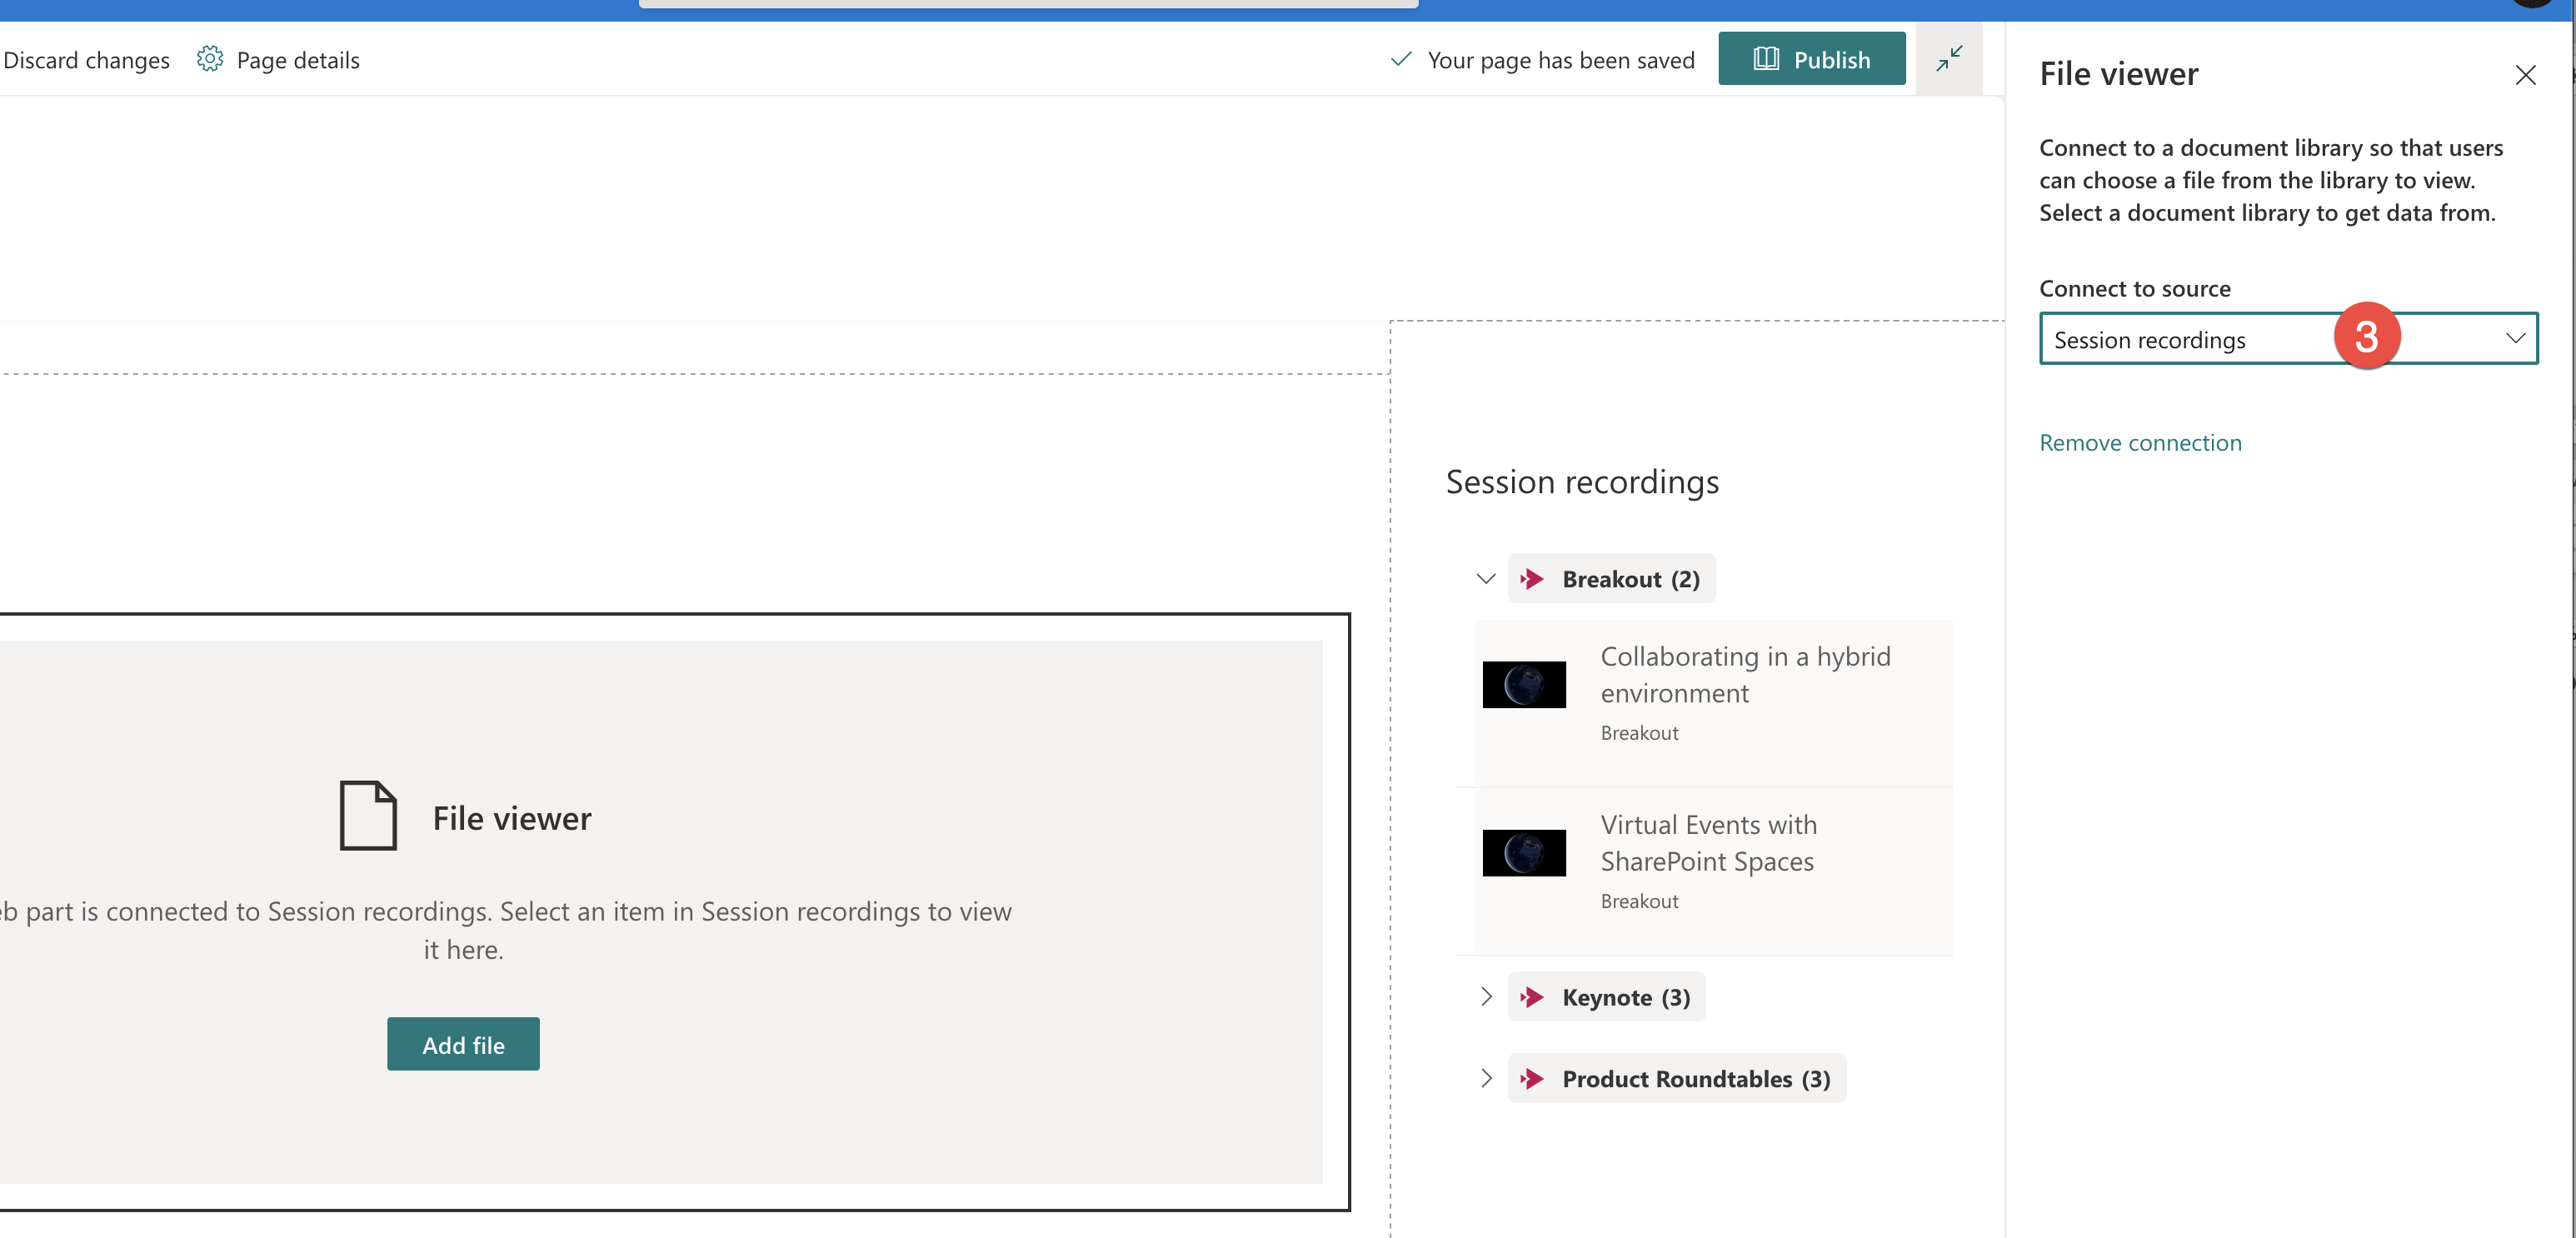 Discard changes
Page details
Your page has been saved
Publish
File viewer
Connect to a document library so that users
can choose a file from the library to view.
Select a document library to get data from.
Connect to source
Session recordings
3
Remove connection
Session recordings
Breakout (2)
Collaborating in a hybrid
environment
Breakout
Virtual Events with
SharePoint Spaces
Breakout
Keynote (3)
Product Roundtables (3)
File viewer
part is connected to Session recordings. Select an item in Session recordings to view
it here.
Add file